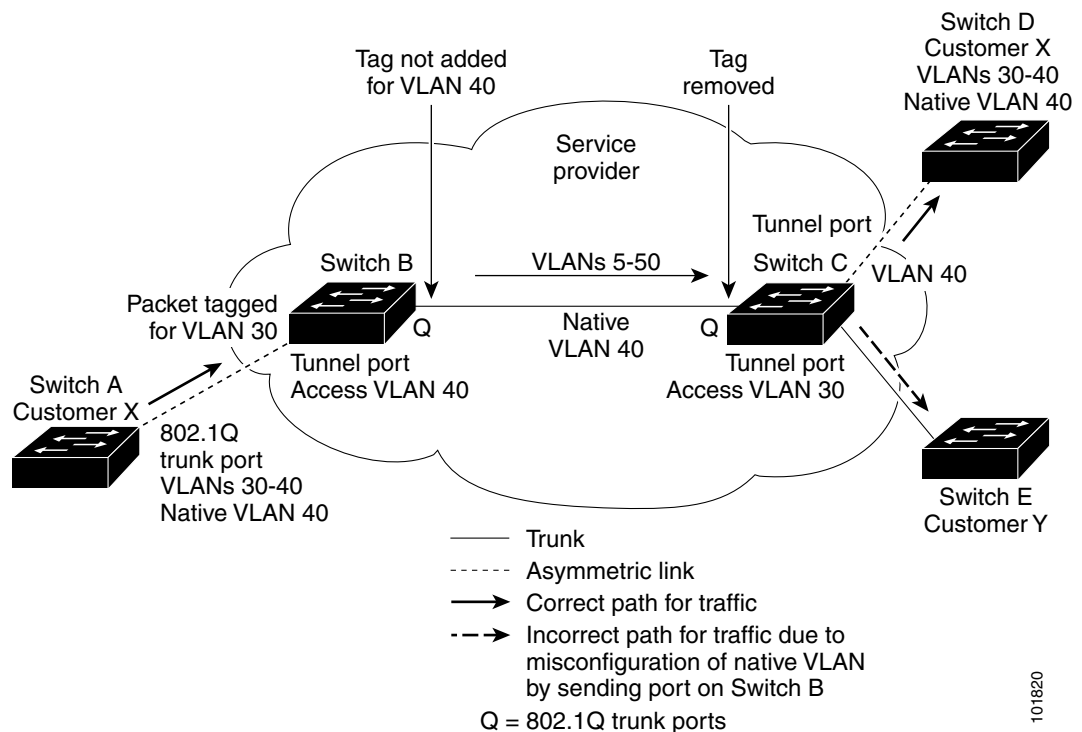 Switch D
Customer X
VLANs 30-40
Native VLAN 40
Tag not added
for VLAN 40
Tag
removed
Service
provider
Tunnel port
Switch B
VLANs 5-50
Switch C
VLAN 40
Packet tagged
for VLAN 30
Q
Native
VLAN 40
Q
Tunnel port
Access VLAN 40
Tunnel port
Access VLAN 30
Switch A
Customer X
802.1Q
trunk port
VLANs 30-40
Native VLAN 40
Switch E
Customer Y
Trunk
Asymmetric link
Correct path for traffic
Incorrect path for traffic due to
misconfiguration of native VLAN
by sending port on Switch B
Q = 802.1Q trunk ports
101820